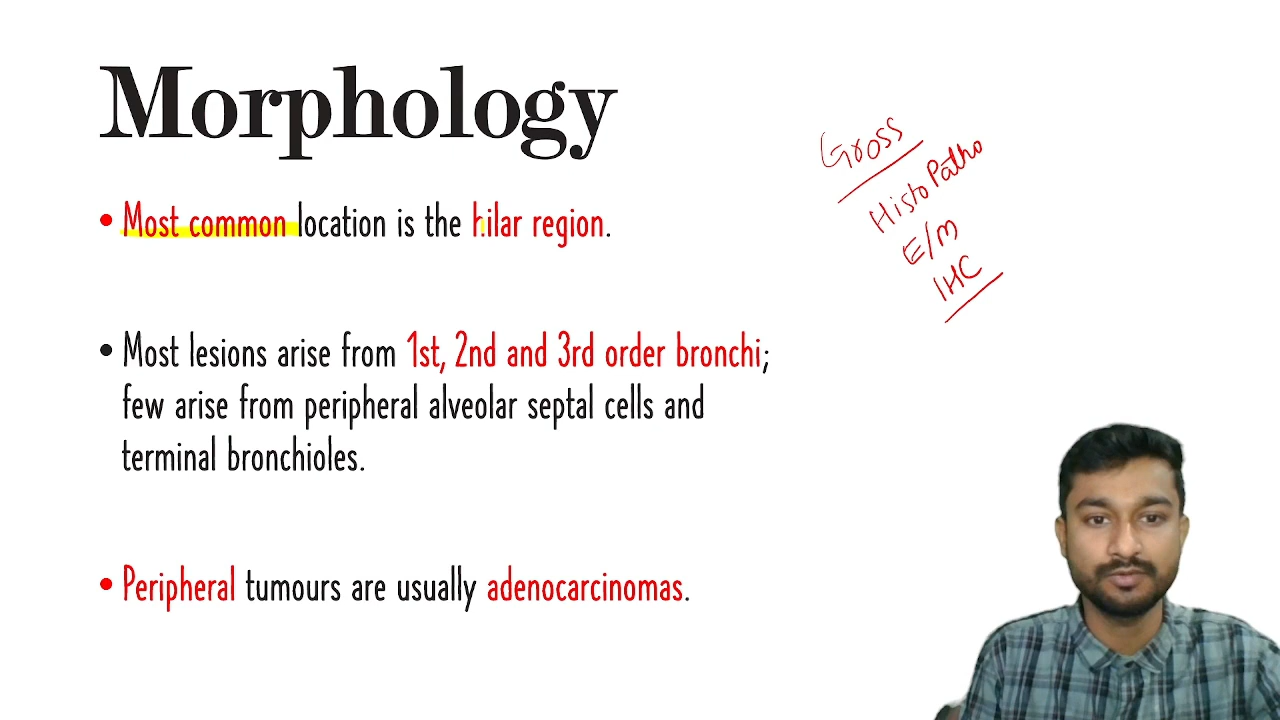 Morphology
• Most common location is the hilar region.
• Most lesions arise from 1st, 2nd and 3rd order bronchi;
few arise from peripheral alveolar septal cells and
terminal bronchioles.
• Peripheral tumours are usually adenocarcinomas.
Gross
Histo Patho
E/M
IHC